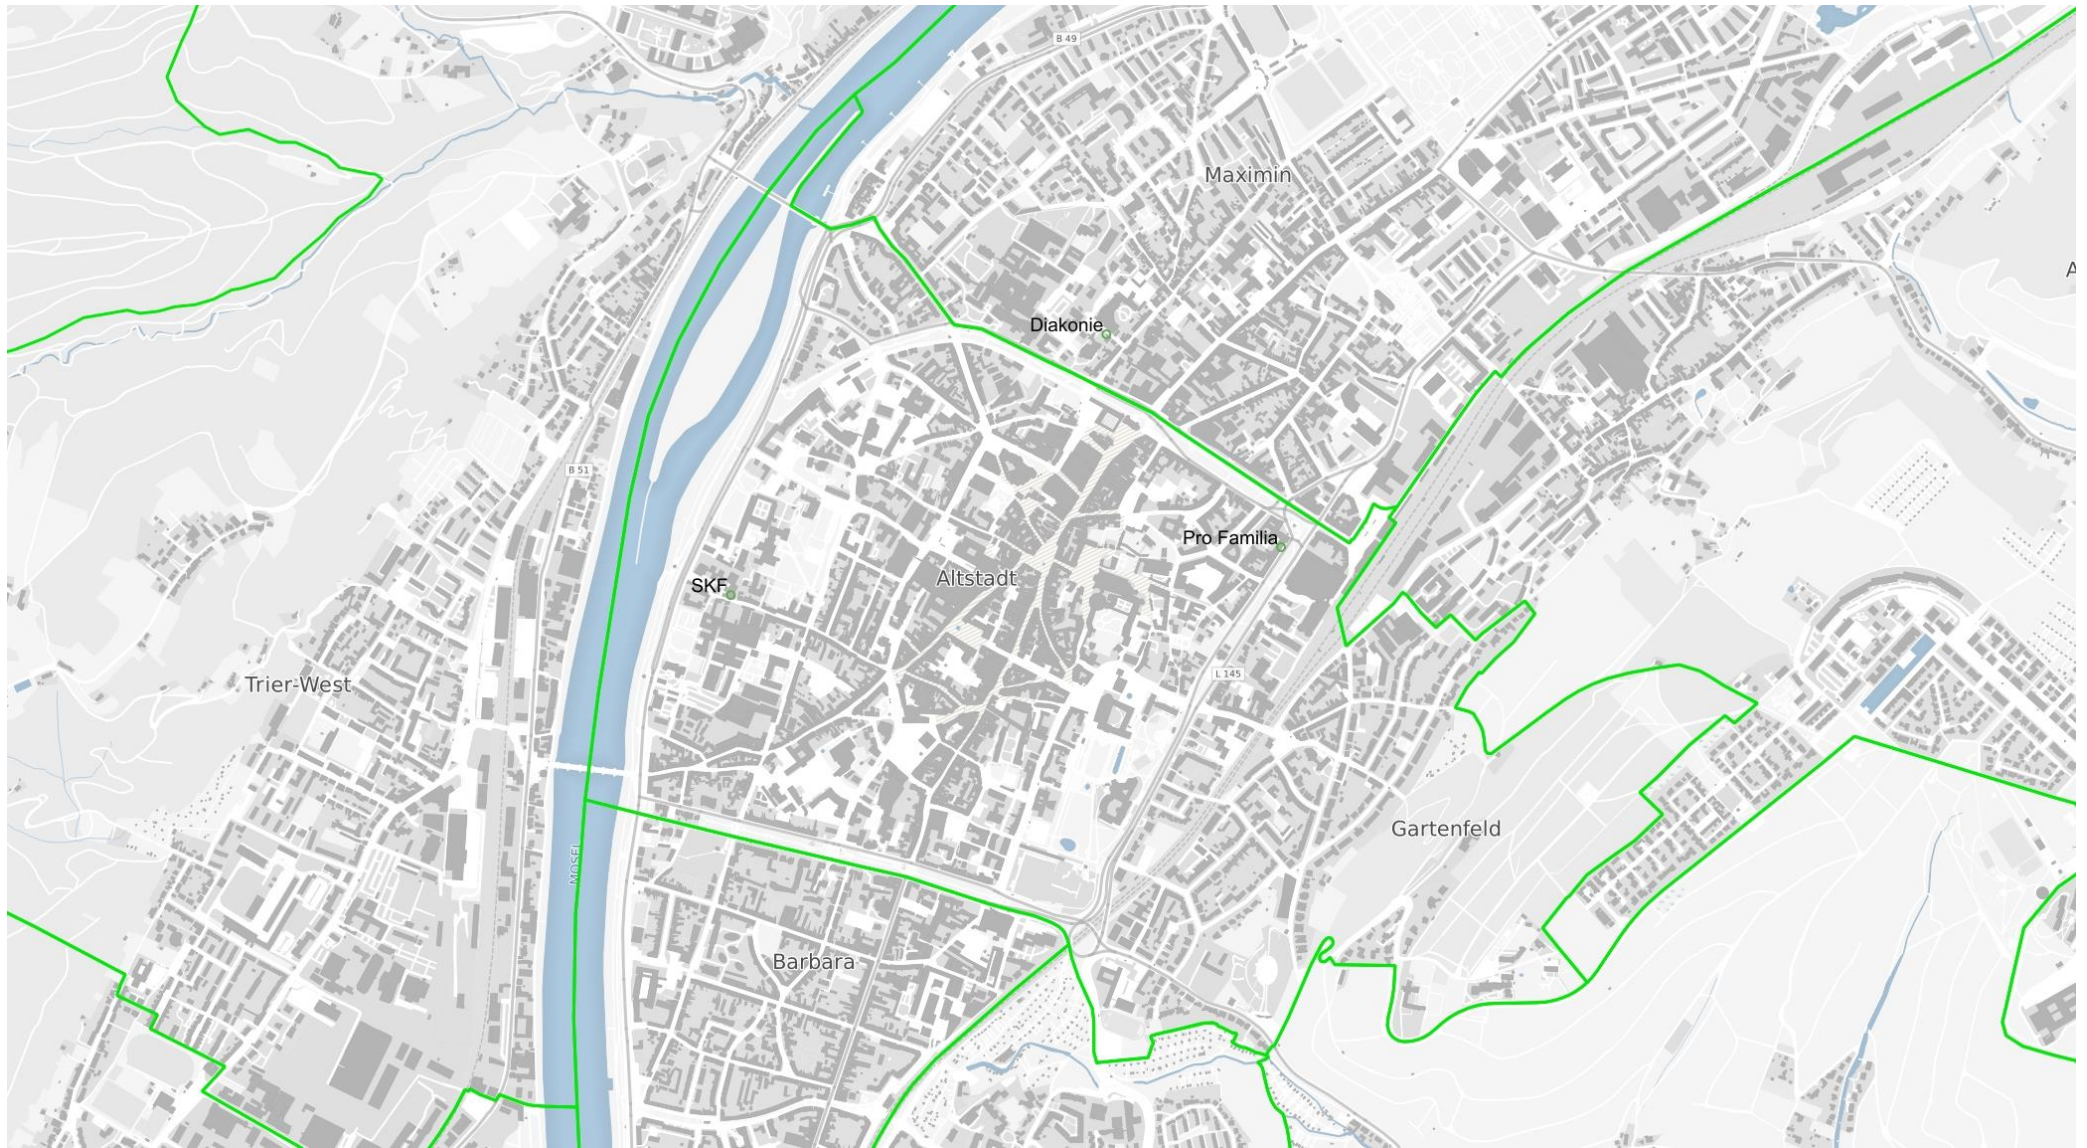 B 49
Maximin
A
Diakonie
B 51
Pro Familia
Altstadt
SKF
L 145
Trier-West
Gartenfeld
MOSEL
Barbara